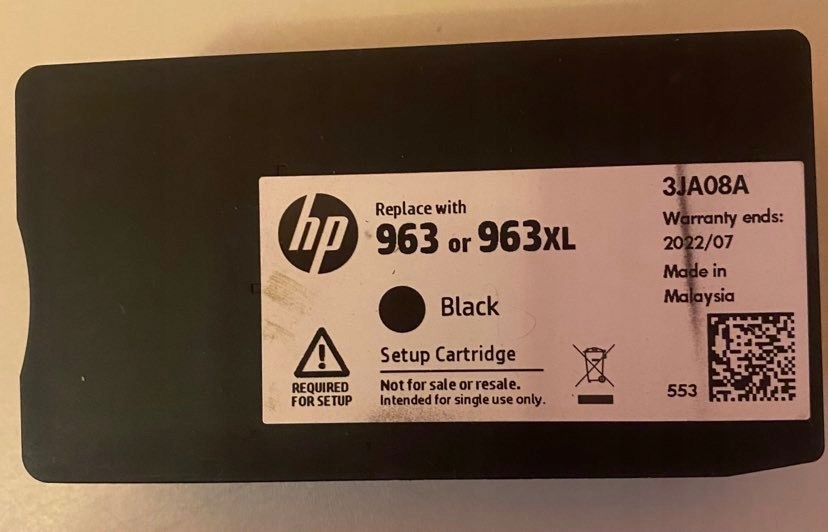 hp
Replace with
963 or 963XL
Black
Setup Cartridge
Not for sale or resale.
Intended for single use only.
REQUIRED
FOR SETUP
3JA08A
Warranty ends:
2022/07
Made in
Malaysia
553